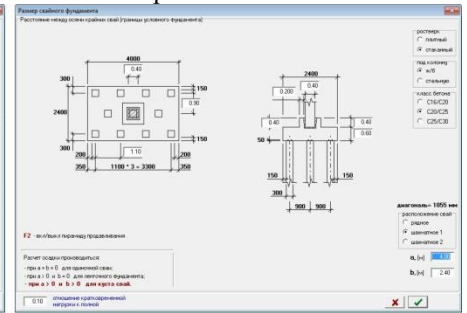 Размер свайного фундамента
Расстояние между осями крайних свай (границы условного фундамента)
ростверк
плитный
стаканный
под колонну
ж/б
стальную
класс бетона
C16/C20
C20/C25
C25/C30
4000
0.40
300
150
0.90
2400
150
300
200
1.10
200
350
1100 * 3 = 3300
350
2400
0.200
0.40
0.40
0.40
0.60
50
150
150
300
900
900
диагональ= 1055 мм
расположение свай
рядное
шахматное 1
шахматное 2
a, [м]
b, [м] 2.40
F2 - вкл/выкл пирамиду продавливания
Расчет осадки производиться
- при a = b = 0 для одиночной сваи;
- при a > 0 и b = 0 для ленточного фундамента;
- при a > 0 и b > 0 для куста свай.
0.10 отношение кратковременной
нагрузки к полной